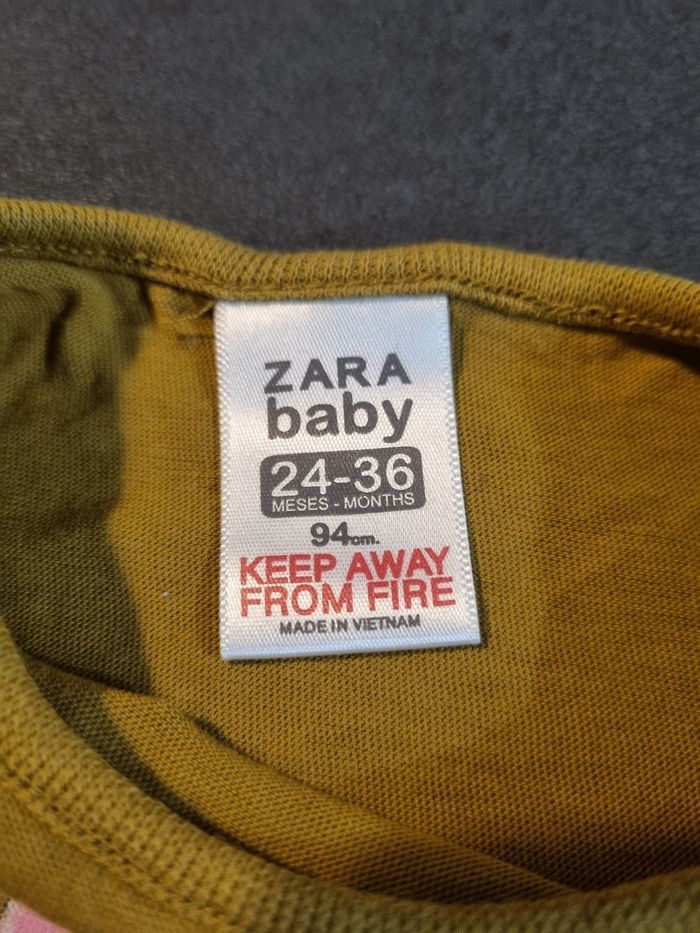 ZARA
baby
24-36
MESES - MONTHS
94cm.
KEEP AWAY
FROM FIRE
MADE IN VIETNAM